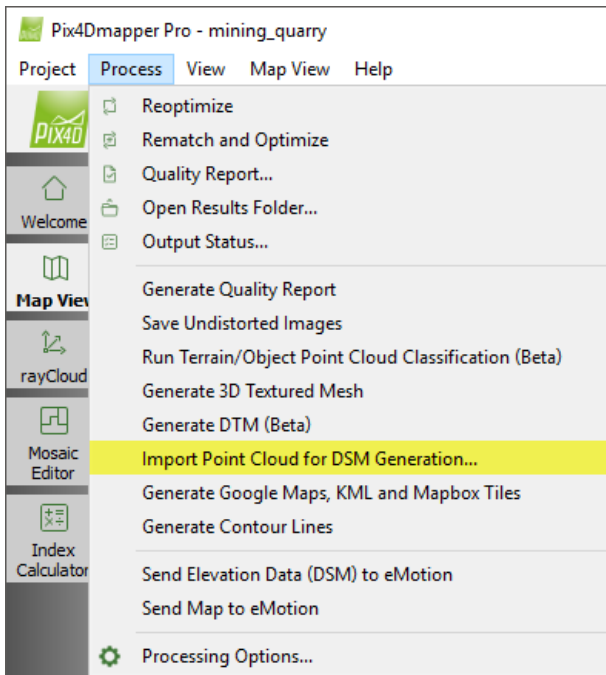 Pix4Dmapper Pro - mining_quarry
Project Process View Map View Help
PIX4D
Welcome
Map View
rayCloud
Mosaic
Editor
Index
Calculator
Reoptimize
Rematch and Optimize
Quality Report...
Open Results Folder...
Output Status...
Generate Quality Report
Save Undistorted Images
Run Terrain/Object Point Cloud Classification (Beta)
Generate 3D Textured Mesh
Generate DTM (Beta)
Import Point Cloud for DSM Generation...
Generate Google Maps, KML and Mapbox Tiles
Generate Contour Lines
Send Elevation Data (DSM) to eMotion
Send Map to eMotion
Processing Options...